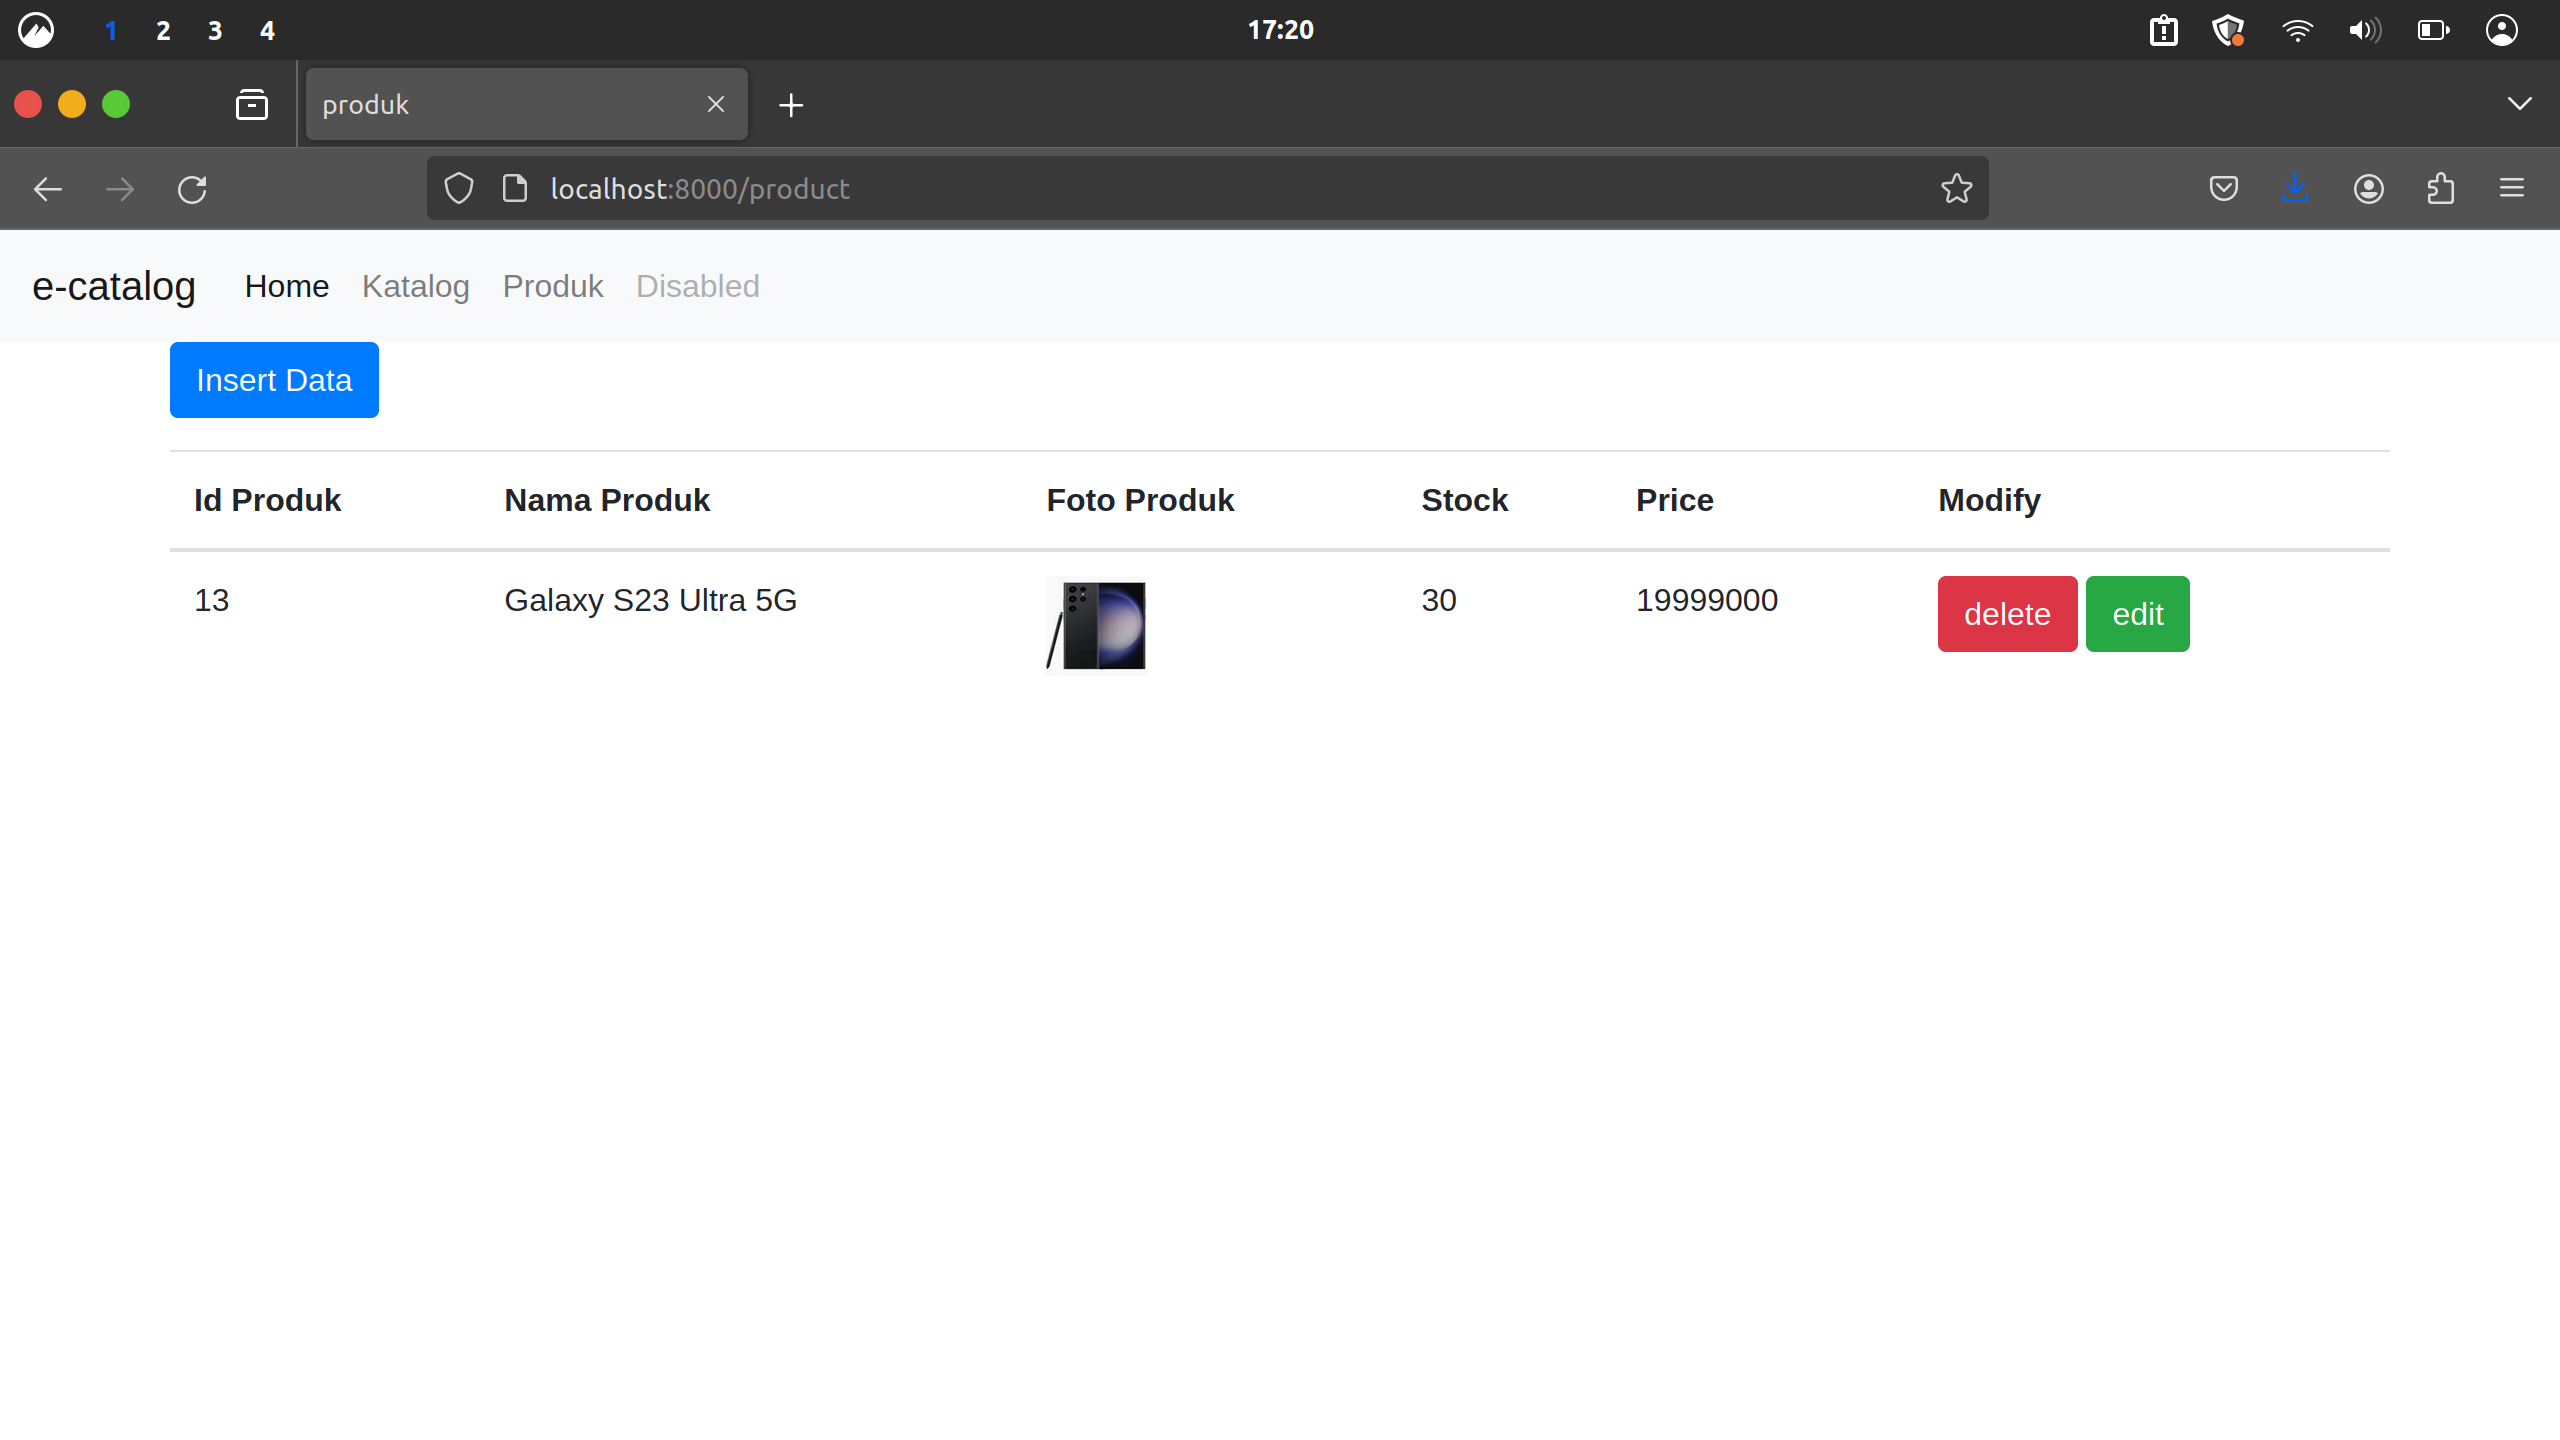 1 2 3 4 17:20
produk
localhost:8000/product
e-catalog Home Katalog Produk Disabled
Insert Data
Id Produk Nama Produk Foto Produk Stock Price Modify
13 Galaxy S23 Ultra 5G 30 19999000 delete edit